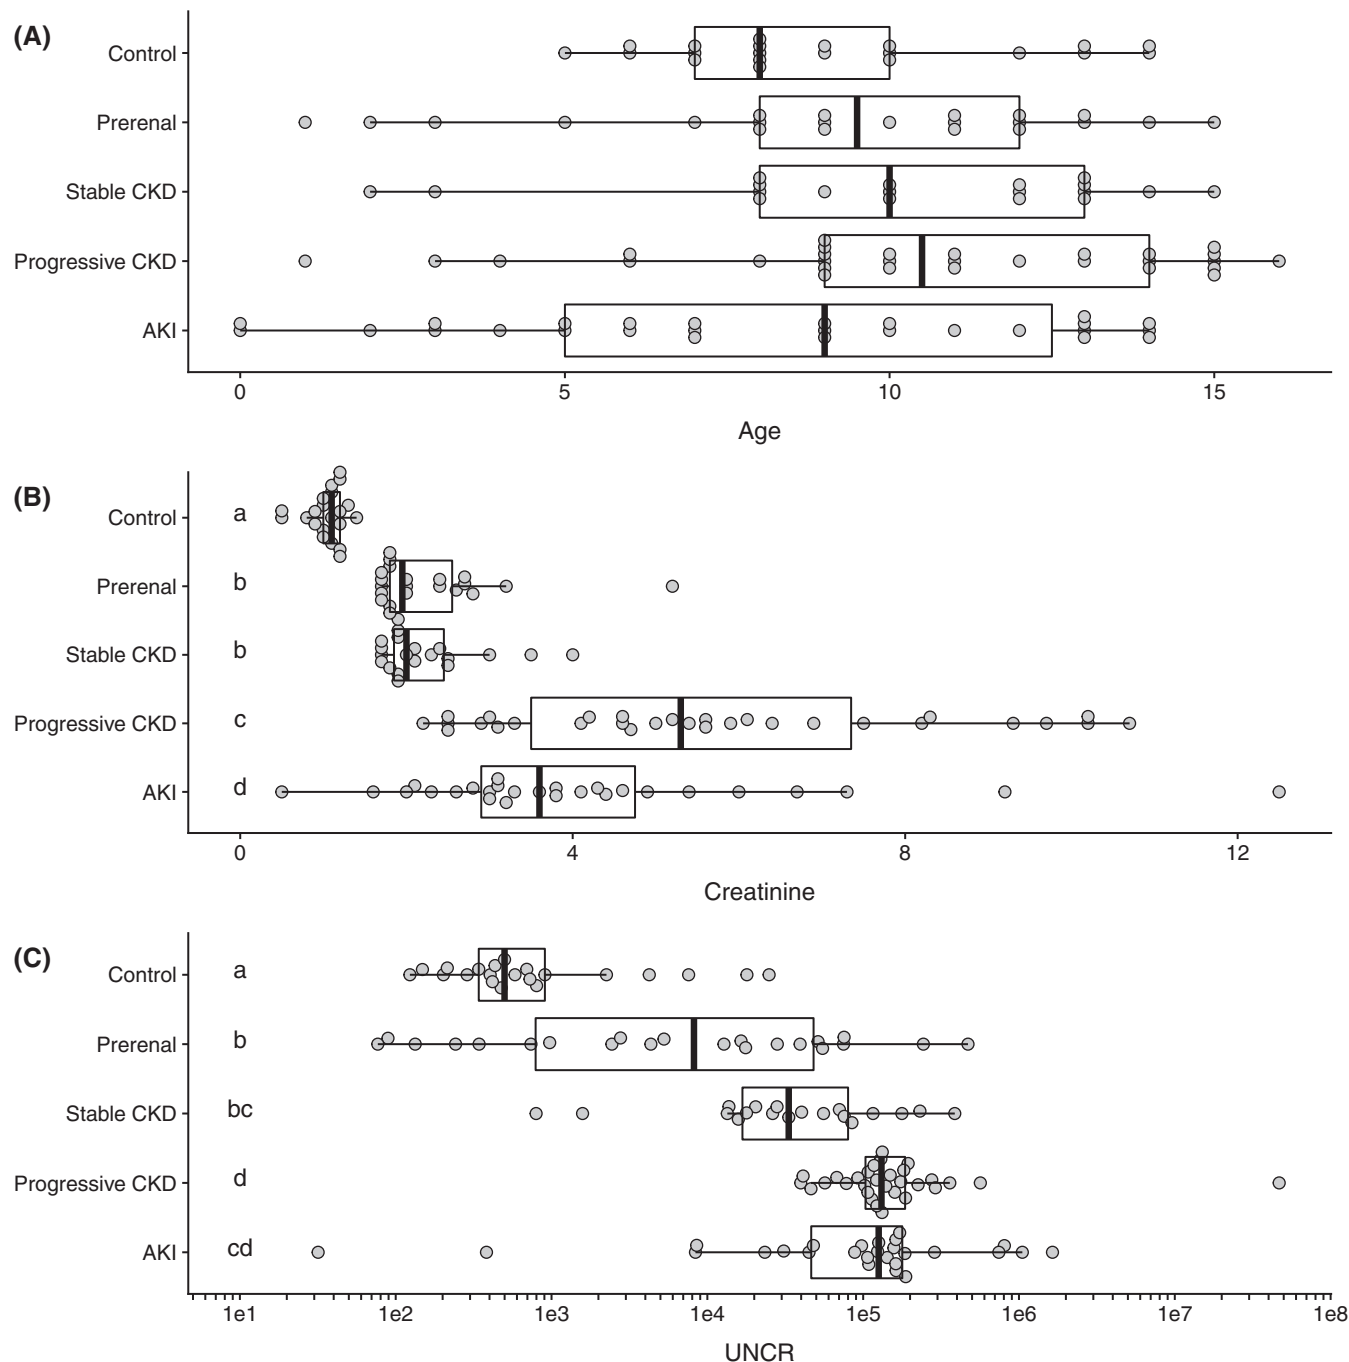 (A)
Control
Prerenal
Stable CKD
Progressive CKD
AKI
0 5 10 15
Age
(B)
Control a
Prerenal b
Stable CKD b
Progressive CKD c
AKI d
0 4 8 12
Creatinine
(C)
Control a
Prerenal b
Stable CKD bc
Progressive CKD d
AKI cd
1e1 1e2 1e3 1e4 1e5 1e6 1e7 1e8
UNCR